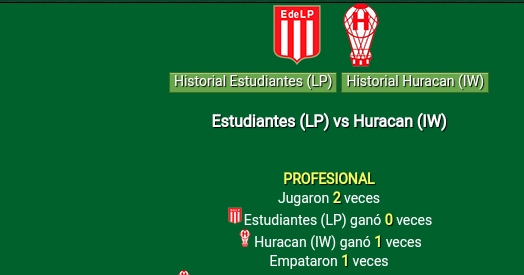 EdeLP
H
Historial Estudiantes (LP) Historial Huracan (IW)
Estudiantes (LP) vs Huracan (IW)
PROFESIONAL
Jugaron 2 veces
Estudiantes (LP) ganó 0 veces
H Huracan (IW) ganó 1 veces
Empataron 1 veces